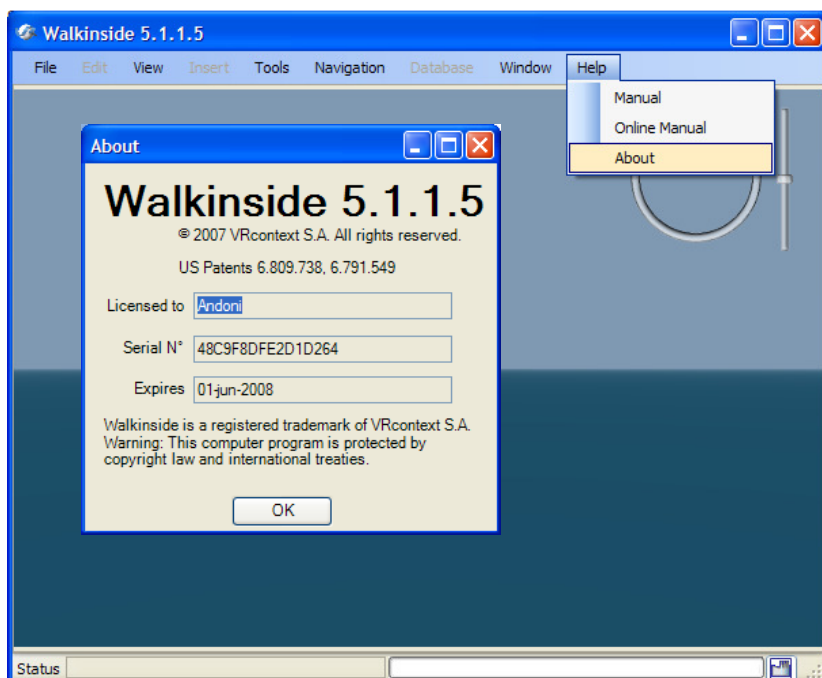 Walkinside 5.1.1.5
File Edit View Insert Tools Navigation Database Window Help
Manual
Online Manual
About
About
Walkinside 5.1.1.5
© 2007 VRcontext S.A. All rights reserved.
US Patents 6.809.738, 6.791.549
Licensed to Andoni
Serial N° 48C9F8DFE2D1D264
Expires 01-jun-2008
Walkinside is a registered trademark of VRcontext S.A.
Warning: This computer program is protected by
copyright law and international treaties.
OK
Status